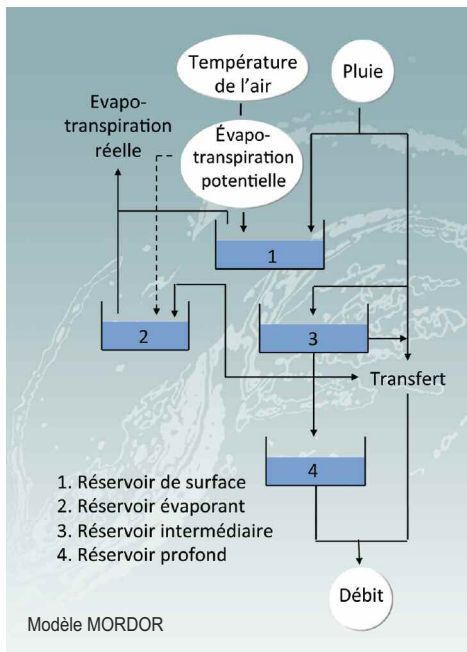 Température
de l'air
Pluie
Evapo-
transpiration
réelle
Évapo-
transpiration
potentielle
1
2
3
Transfert
4
1. Réservoir de surface
2. Réservoir évaporant
3. Réservoir intermédiaire
4. Réservoir profond
Débit
Modèle MORDOR